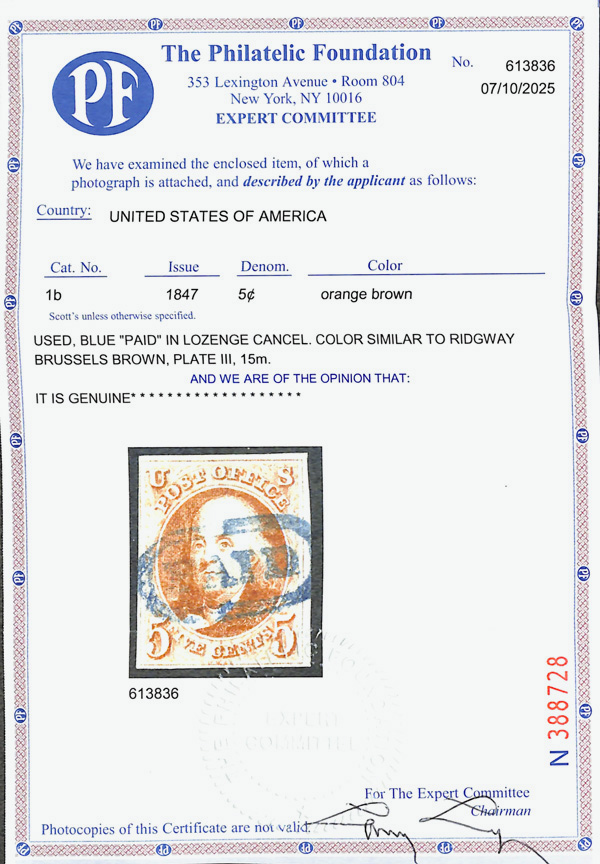 The Philatelic Foundation
353 Lexington Avenue • Room 804
New York, NY 10016
EXPERT COMMITTEE
PF
No. 613836
07/10/2025
We have examined the enclosed item, of which a
photograph is attached, and described by the applicant as follows:
Country: UNITED STATES OF AMERICA
Cat. No. Issue Denom. Color
1b 1847 5¢ orange brown
Scott's unless otherwise specified.
USED, BLUE "PAID" IN LOZENGE CANCEL. COLOR SIMILAR TO RIDGWAY
BRUSSELS BROWN, PLATE III, 15m.
AND WE ARE OF THE OPINION THAT:
IT IS GENUINE* * * * * * * * * * * * * * * * * * * *
U S
POST OFFICE
5 FIVE CENTS 5
613836
EXPERT
COMMITTEE
N 388728
For The Expert Committee
Chairman
Photocopies of this Certificate are not valid.